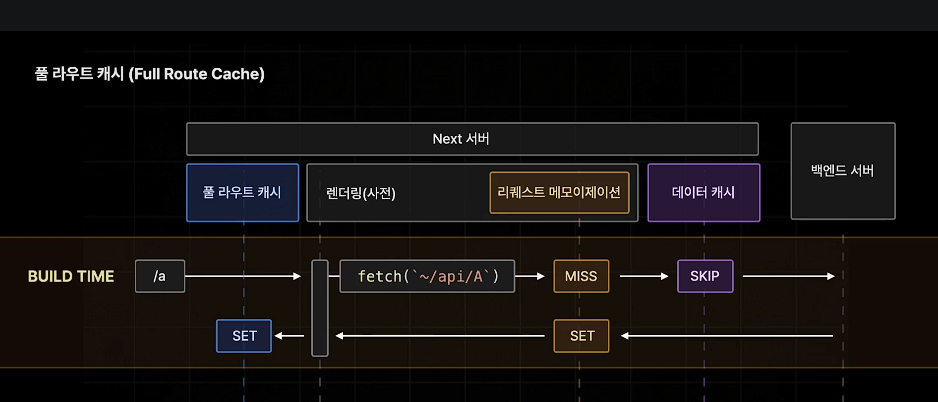 풀 라우트 캐시 (Full Route Cache)
Next 서버
백엔드 서버
풀 라우트 캐시
렌더링(사전)
리퀘스트 메모이제이션
데이터 캐시
BUILD TIME
/a
fetch(`~/api/A`)
MISS
SKIP
SET
SET